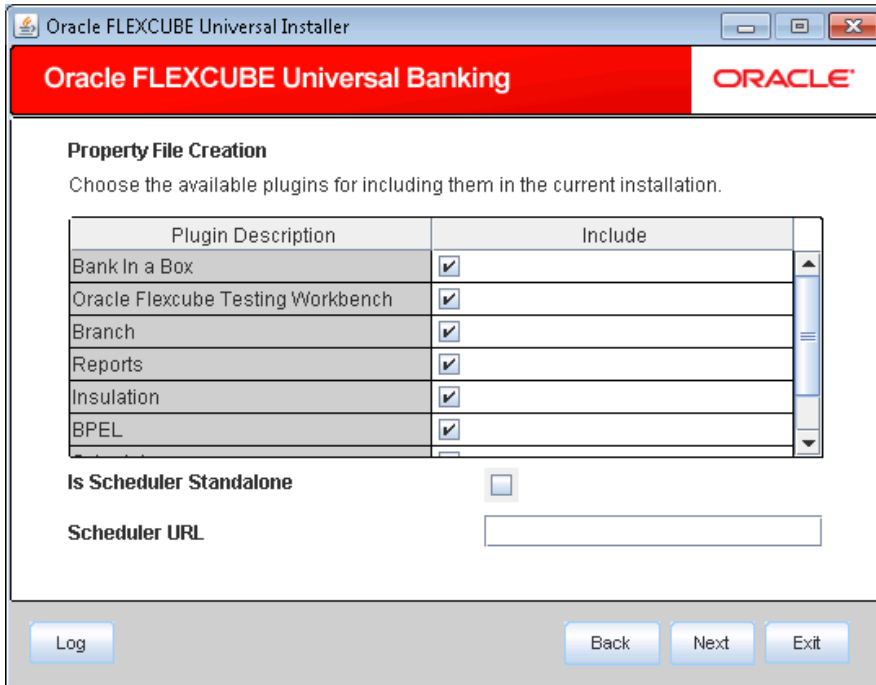 Oracle FLEXCUBE Universal Installer
Oracle FLEXCUBE Universal Banking
ORACLE
Property File Creation
Choose the available plugins for including them in the current installation.
Plugin Description Include
Bank In a Box
Oracle Flexcube Testing Workbench
Branch
Reports
Insulation
BPEL
Is Scheduler Standalone
Scheduler URL
Log Back Next Exit